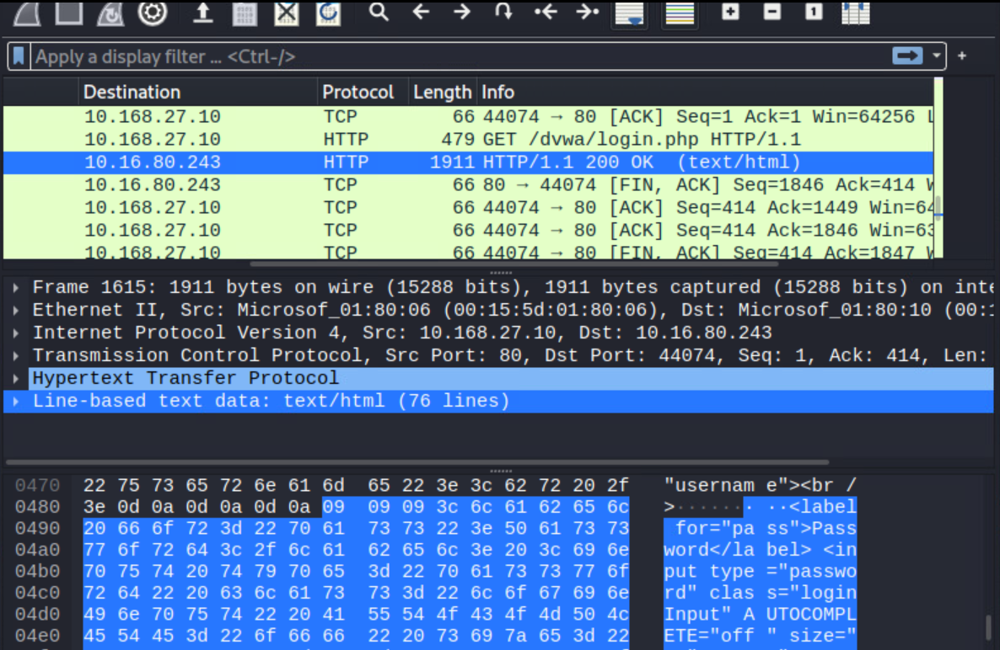 1
Apply a display filter ... <Ctrl-/>
+
Destination Protocol Length Info
10.168.27.10 TCP 66 44074 → 80 [ACK] Seq=1 Ack=1 Win=64256
10.168.27.10 HTTP 479 GET /dvwa/login.php HTTP/1.1
10.16.80.243 HTTP 1911 HTTP/1.1 200 OK (text/html)
10.16.80.243 TCP 66 80 → 44074 [FIN, ACK] Seq=1846 Ack=414
10.168.27.10 TCP 66 44074 → 80 [ACK] Seq=414 Ack=1449 Win=64
10.168.27.10 TCP 66 44074 → 80 [ACK] Seq=414 Ack=1846 Win=63
10.168.27.10 TCP 66 44074 → 80 [FIN, ACK] Seq=414 Ack=1847
Frame 1615: 1911 bytes on wire (15288 bits), 1911 bytes captured (15288 bits) on inte
Ethernet II, Src: Microsof_01:80:06 (00:15:5d:01:80:06), Dst: Microsof_01:80:10 (00:1
Internet Protocol Version 4, Src: 10.168.27.10, Dst: 10.16.80.243
Transmission Control Protocol, Src Port: 80, Dst Port: 44074, Seq: 1, Ack: 414, Len:
Hypertext Transfer Protocol
Line-based text data: text/html (76 lines)
0470 22 75 73 65 72 6e 61 6d 65 22 3e 3c 62 72 20 2f "usernam e"><br /
0480 3e 0d 0a 0d 0a 0d 0a 09 09 09 3c 6c 61 62 65 6c >······· ··<label
0490 20 66 6f 72 3d 22 70 61 73 73 22 3e 50 61 73 73 for="pa ss">Pass
04a0 77 6f 72 64 3c 2f 6c 61 62 65 6c 3e 20 3c 69 6e word</la bel> <in
04b0 70 75 74 20 74 79 70 65 3d 22 70 61 73 73 77 6f put type ="passwo
04c0 72 64 22 20 63 6c 61 73 73 3d 22 6c 6f 67 69 6e rd" clas s="login
04d0 49 6e 70 75 74 22 20 41 55 54 4f 43 4f 4d 50 4c Input" A UTOCOMPL
04e0 45 54 45 3d 22 6f 66 66 22 20 73 69 7a 65 3d 22 ETE="off " size="